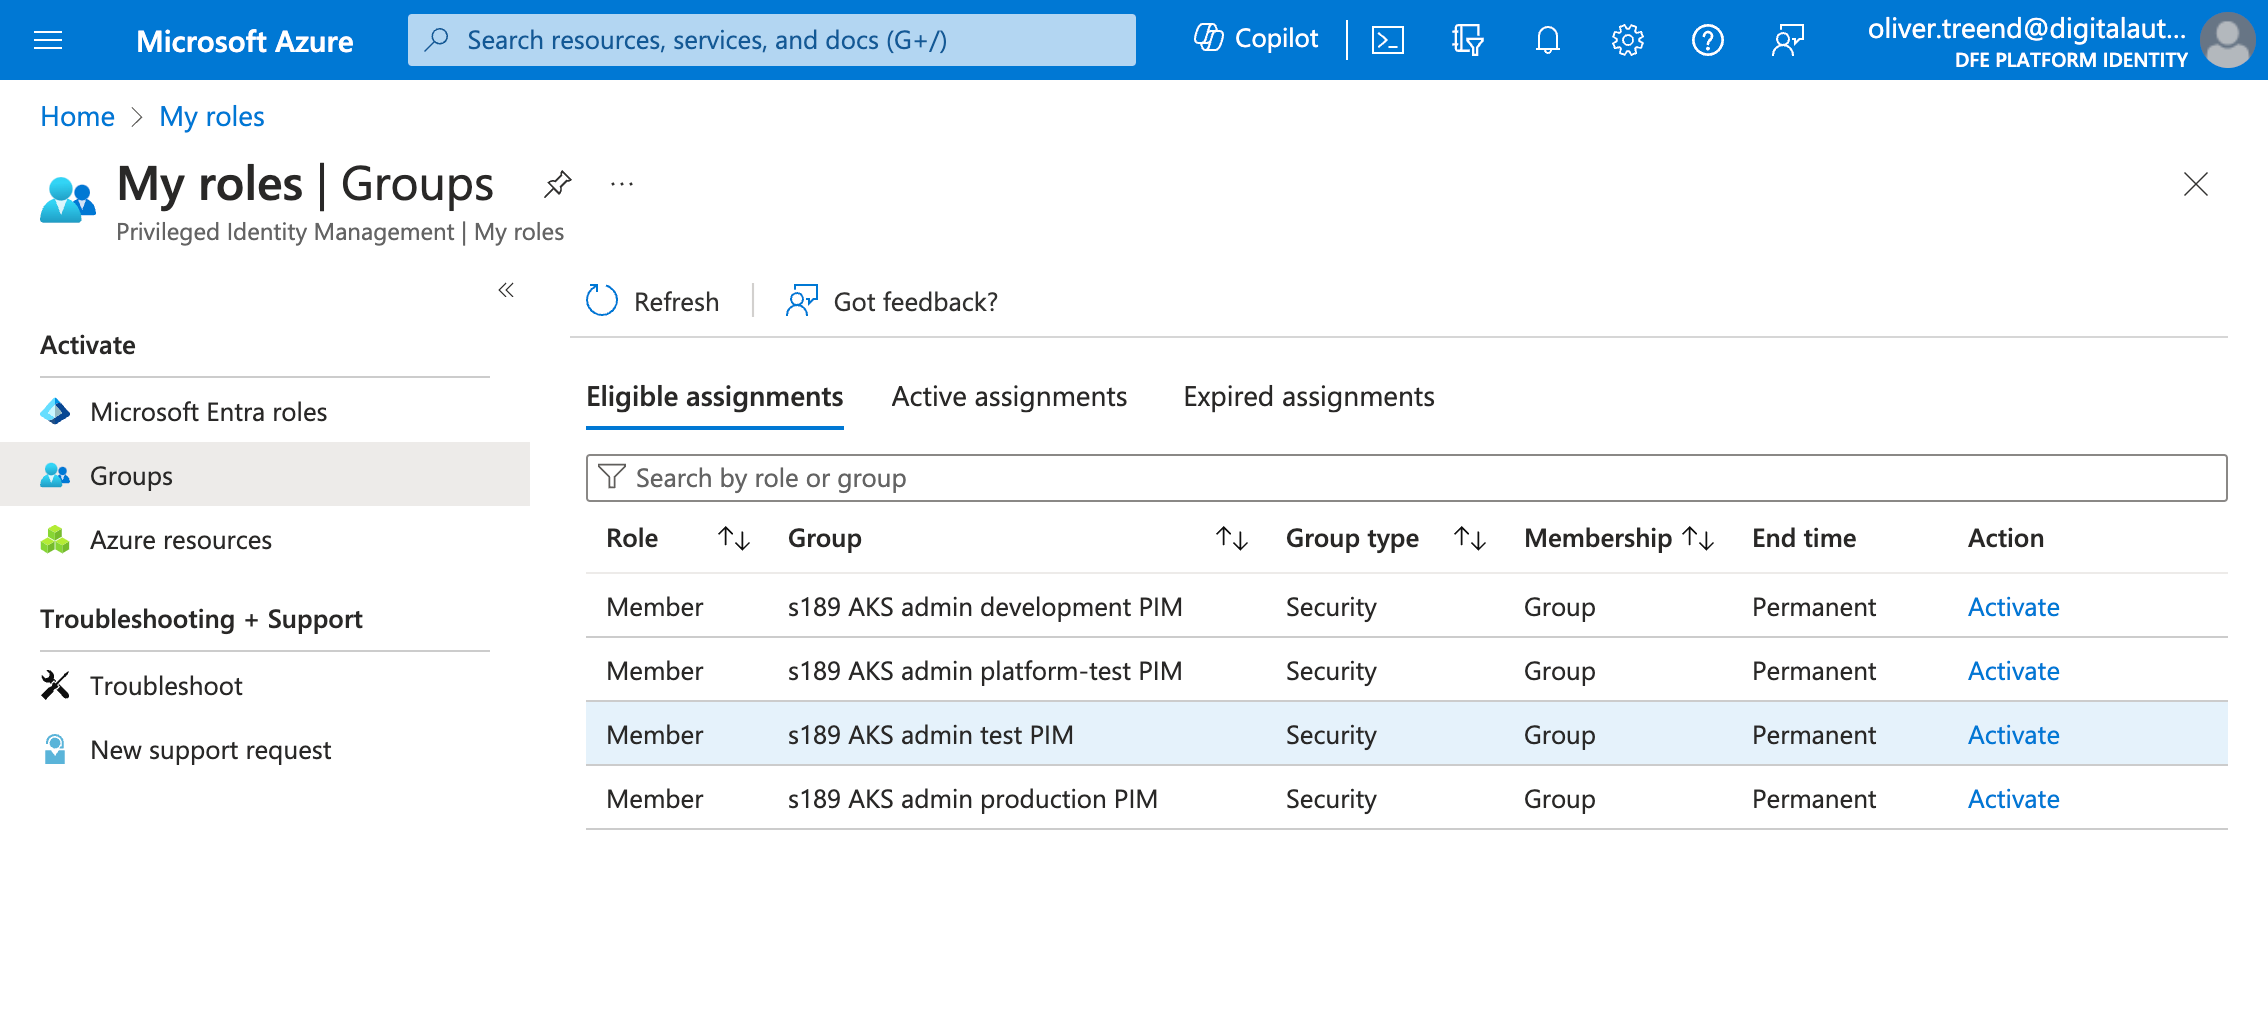 Microsoft Azure
Search resources, services, and docs (G+/)
Copilot
oliver.treend@digitalaut...
DFE PLATFORM IDENTITY
Home > My roles
My roles | Groups
...
Privileged Identity Management | My roles
«
Activate
Microsoft Entra roles
Groups
Azure resources
Troubleshooting + Support
Troubleshoot
New support request
Refresh
Got feedback?
Eligible assignments Active assignments Expired assignments
Search by role or group
Role Group Group type Membership End time Action
Member s189 AKS admin development PIM Security Group Permanent Activate
Member s189 AKS admin platform-test PIM Security Group Permanent Activate
Member s189 AKS admin test PIM Security Group Permanent Activate
Member s189 AKS admin production PIM Security Group Permanent Activate